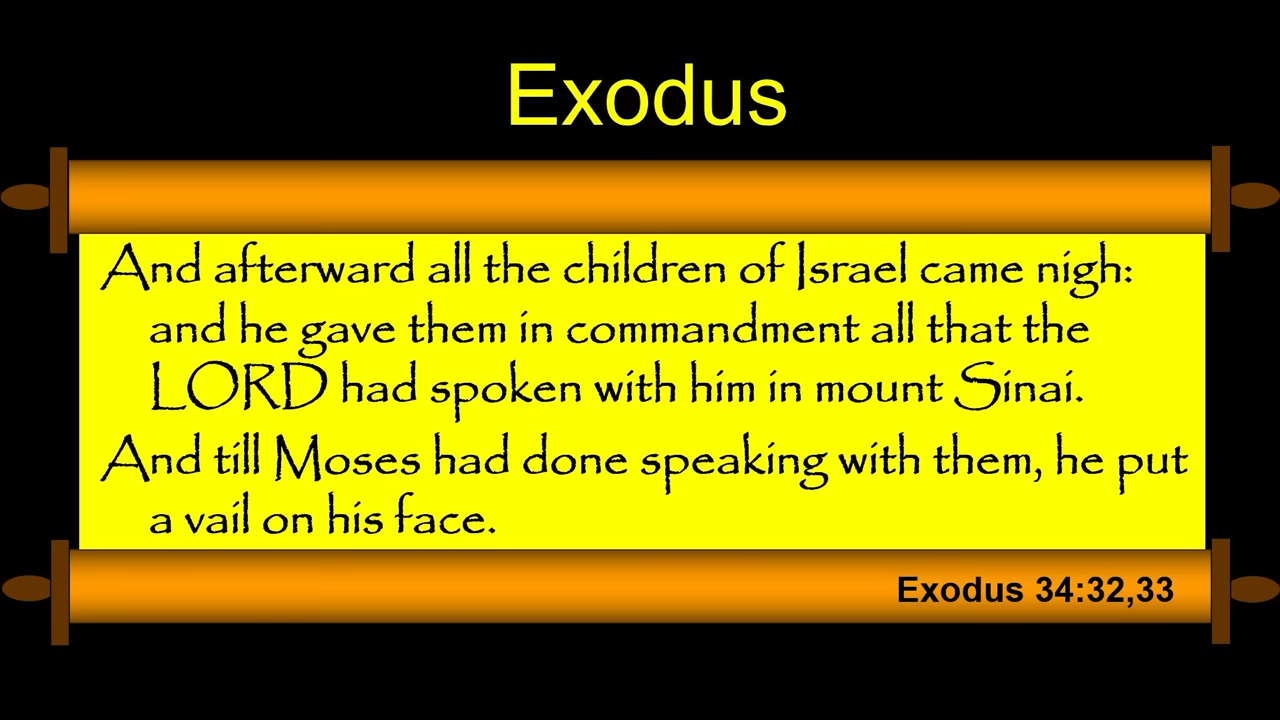 Exodus
And afterward all the children of Israel came nigh:
and he gave them in commandment all that the
LORD had spoken with him in mount Sinai.
And till Moses had done speaking with them, he put
a vail on his face.
Exodus 34:32,33